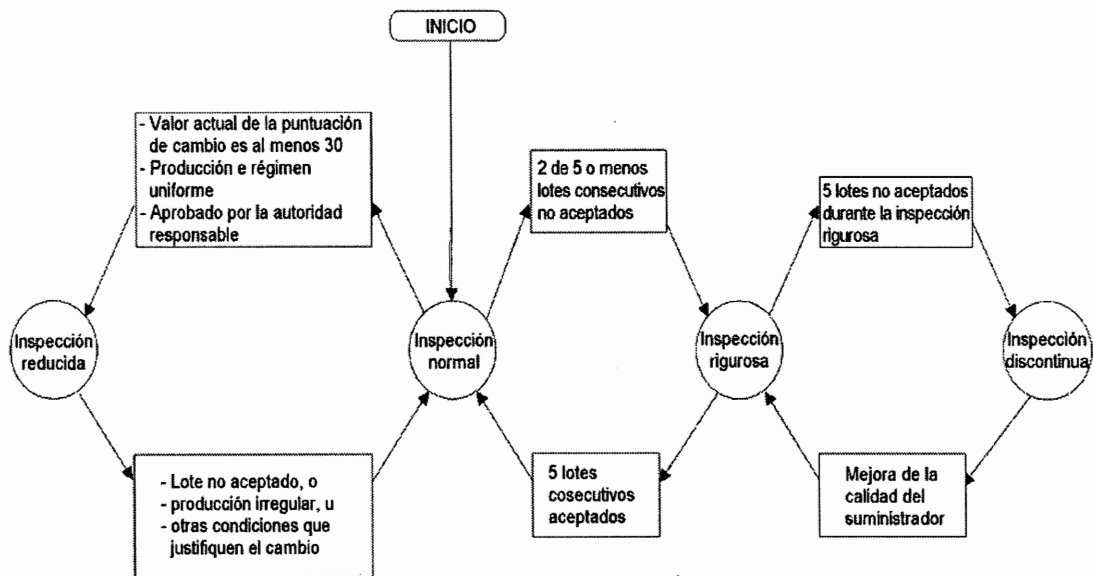 INICIO
- Valor actual de la puntuación
de cambio es al menos 30
- Producción e régimen
uniforme
- Aprobado por la autoridad
responsable
2 de 5 o menos
lotes consecutivos
no aceptados
5 lotes no aceptados
durante la inspección
rigurosa
Inspección
reducida
Inspección
normal
Inspección
rigurosa
Inspección
discontinua
- Lote no aceptado, o
- producción irregular, u
- otras condiciones que
justifiquen el cambio
5 lotes
cosecutivos
aceptados
Mejora de la
calidad del
suministrador